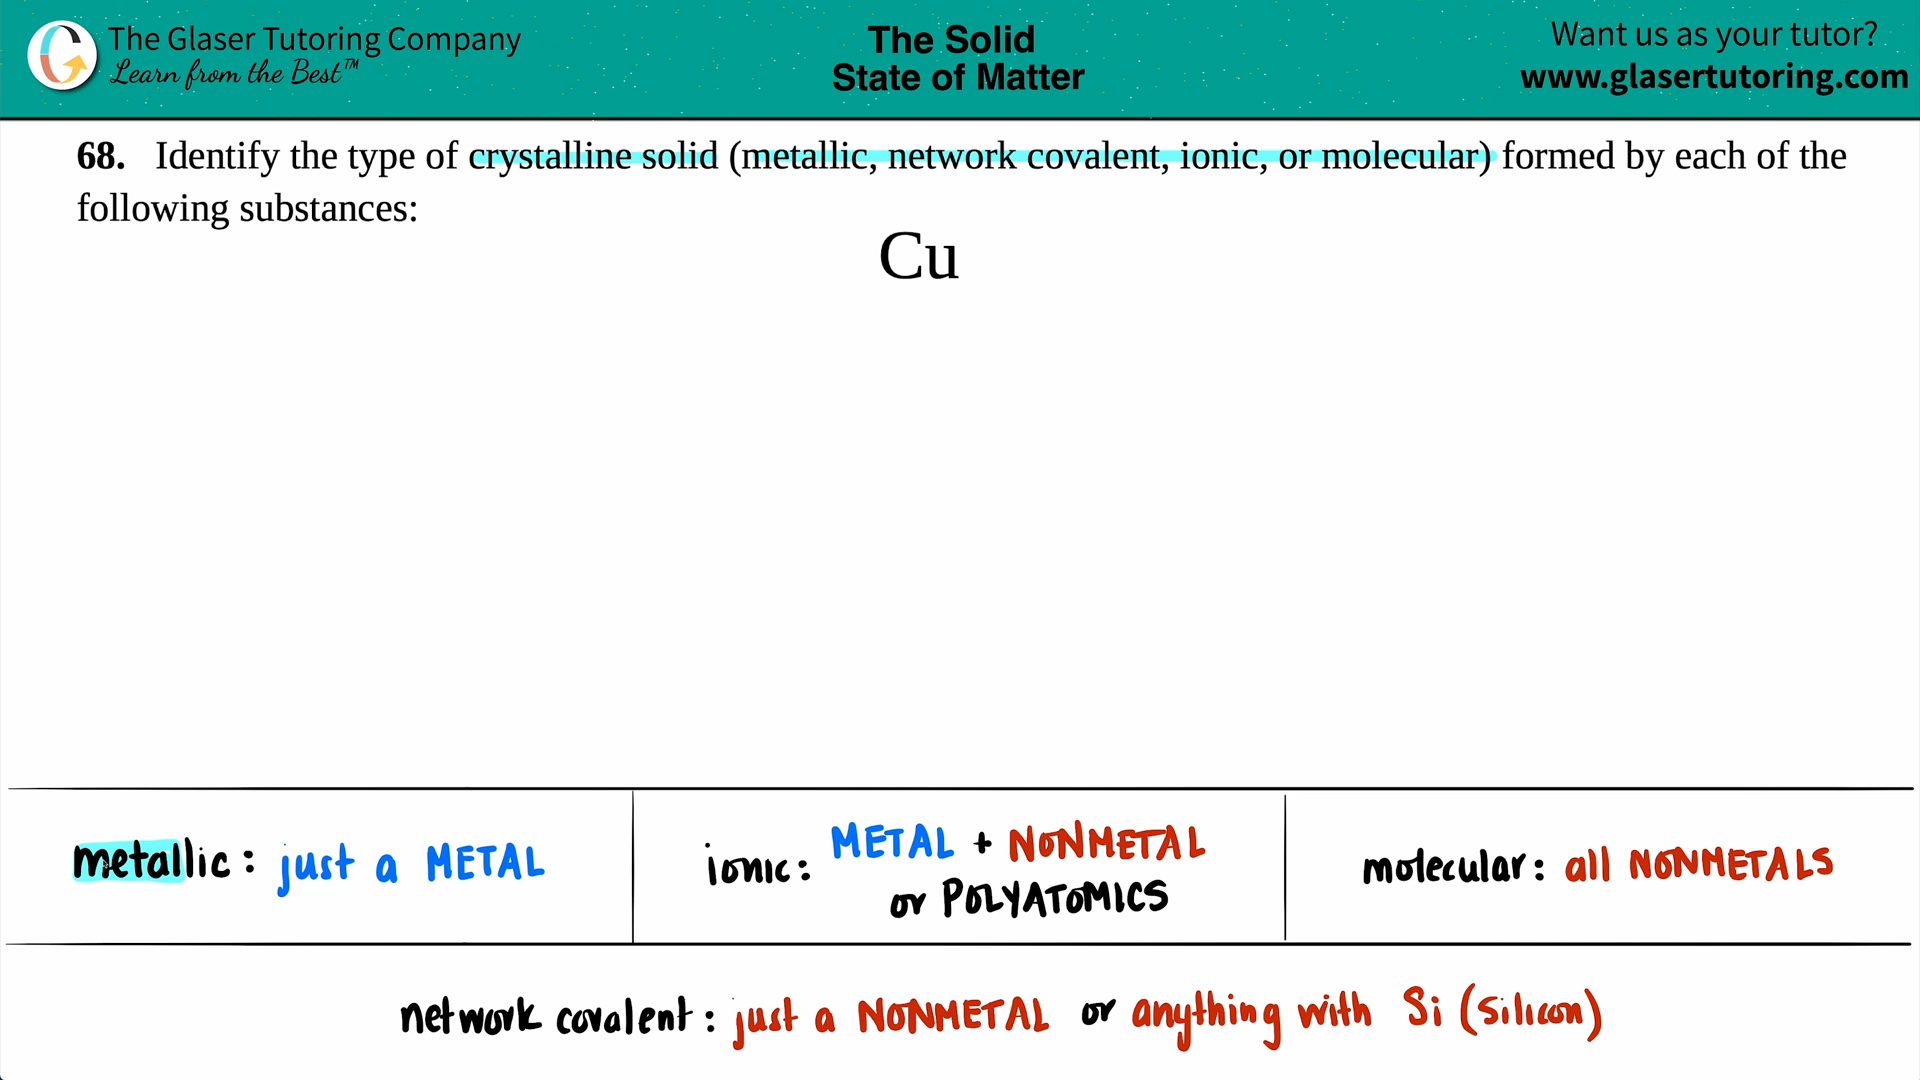 The Glaser Tutoring Company
Learn from the Best™
The Solid
State of Matter
Want us as your tutor?
www.glasertutoring.com
68. Identify the type of crystalline solid (metallic, network covalent, ionic, or molecular) formed by each of the
following substances:
Cu
metallic: just a METAL
ionic: METAL + NONMETAL
or POLYATOMICS
molecular: all NONMETALS
network covalent: just a NONMETAL or anything with Si (Silicon)